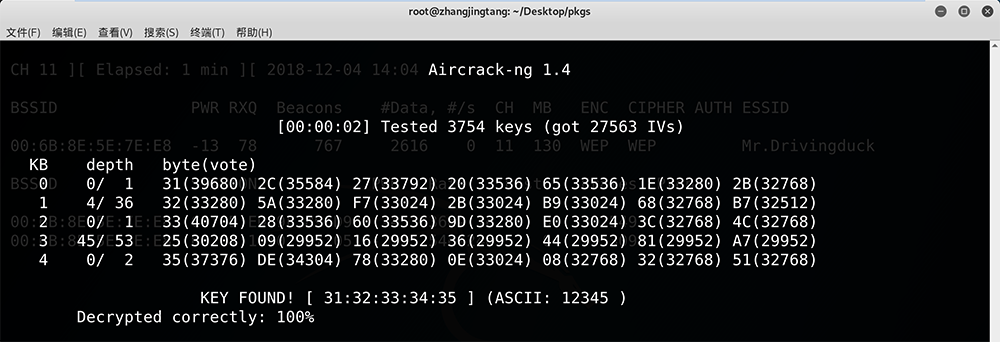 root@zhangjingtang: ~/Desktop/pkgs
文件(F) 编辑(E) 查看(V) 搜索(S) 终端(T) 帮助(H)
CH 11 ][ Elapsed: 1 min ][ 2018-12-04 14:04
Aircrack-ng 1.4
BSSID PWR RXQ Beacons #Data, #/s CH MB ENC CIPHER AUTH ESSID
[00:00:02] Tested 3754 keys (got 27563 IVs)
00:6B:8E:5E:7E:E8 -13 78 767 2616 0 11 130 WEP WEP Mr.Drivingduck
KB depth byte(vote)
0 0/ 1 31(39680) 2C(35584) 27(33792) 20(33536) 65(33536) 1E(33280) 2B(32768)
BSSID
1 4/ 36 32(33280) 5A(33280) F7(33024) 2B(33024) B9(33024) 68(32768) B7(32512)
2 0/ 1 33(40704) 28(33536) 60(33536) 9D(33280) E0(33024) 3C(32768) 4C(32768)
3 45/ 53 25(30208) 09(29952) 16(29952) 36(29952) 44(29952) 81(29952) A7(29952)
4 0/ 2 35(37376) DE(34304) 78(33280) 0E(33024) 08(32768) 32(32768) 51(32768)
KEY FOUND! [ 31:32:33:34:35 ] (ASCII: 12345 )
Decrypted correctly: 100%